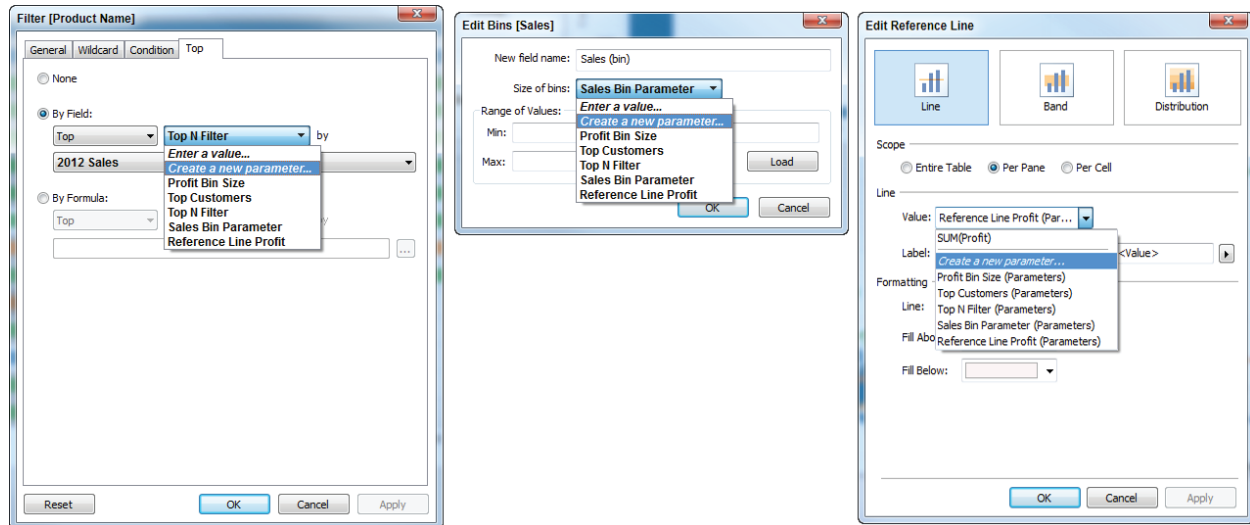 Filter [Product Name]
General Wildcard Condition Top
None
By Field:
Top Top N Filter by
2012 Sales
Enter a value...
Create a new parameter...
Profit Bin Size
Top Customers
Top N Filter
Sales Bin Parameter
Reference Line Profit
By Formula:
Top
...
Reset OK Cancel Apply
Edit Bins [Sales]
New field name: Sales (bin)
Size of bins: Sales Bin Parameter
Enter a value...
Create a new parameter...
Profit Bin Size
Top Customers
Top N Filter
Sales Bin Parameter
Reference Line Profit
Range of Values:
Min:
Max: Load
OK Cancel
Edit Reference Line
Line Band Distribution
Scope
Entire Table Per Pane Per Cell
Line
Value: Reference Line Profit (Par...
SUM(Profit)
Create a new parameter...
Profit Bin Size (Parameters)
Top Customers (Parameters)
Top N Filter (Parameters)
Sales Bin Parameter (Parameters)
Reference Line Profit (Parameters)
Label: <Value>
Formatting
Line:
Fill Abo
Fill Below:
OK Cancel Apply